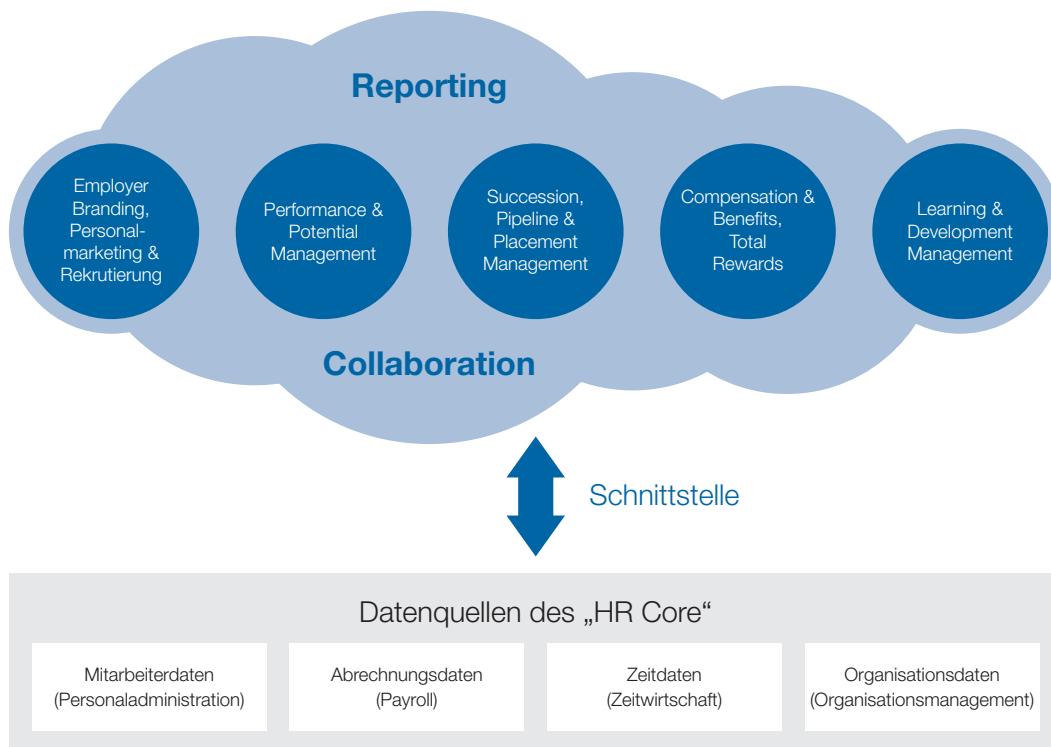 Reporting
Employer
Branding,
Personal-
marketing &
Rekrutierung
Performance &
Potential
Management
Succession,
Pipeline &
Placement
Management
Compensation &
Benefits,
Total
Rewards
Learning &
Development
Management
Collaboration
Schnittstelle
Datenquellen des „HR Core“
Mitarbeiterdaten
(Personaladministration)
Abrechnungsdaten
(Payroll)
Zeitdaten
(Zeitwirtschaft)
Organisationsdaten
(Organisationsmanagement)